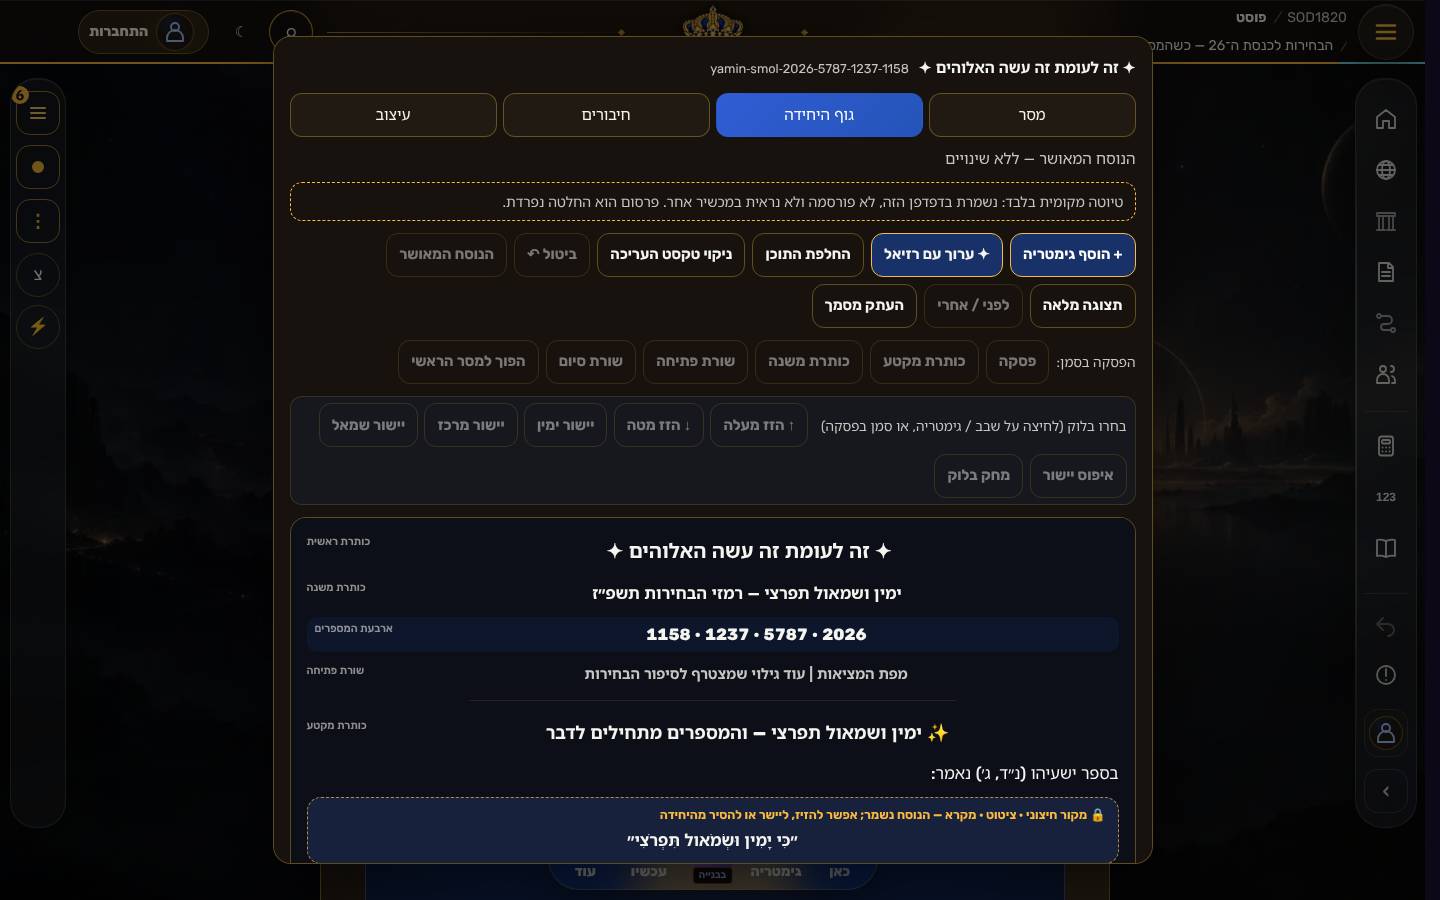 SOD1820 / פוסט
/ הבחירות לכנסת ה־26 – כשהמס
התחברות
6
צ
✦ זה לעומת זה עשה האלוהים ✦ yamin-smol-2026-5787-1237-1158
מסר
גוף היחידה
חיבורים
עיצוב
הנוסח המאושר – ללא שינויים
טיוטה מקומית בלבד: נשמרת בדפדפן הזה, לא פורסמה ולא נראית במכשיר אחר. פרסום הוא החלטה נפרדת.
+ הוסף גימטריה
✦ ערוך עם רזיאל
החלפת התוכן
ניקוי טקסט העריכה
ביטול ↶
הנוסח המאושר
תצוגה מלאה
לפני / אחרי
העתק מסמך
הפסקה בסמן:
פסקה
כותרת מקטע
כותרת משנה
שורת פתיחה
שורת סיום
הפוך למסר הראשי
בחרו בלוק (לחיצה על שבב / גימטריה, או סמן בפסקה)
↑ הזז מעלה
↓ הזז מטה
יישור ימין
יישור מרכז
יישור שמאל
איפוס יישור
מחק בלוק
✦ זה לעומת זה עשה האלוהים ✦
כותרת ראשית
ימין ושמאול תפרצי – רמזי הבחירות תשפ״ז
כותרת משנה
1158 • 1237 • 5787 • 2026
ארבעת המספרים
מפת המציאות | עוד גילוי שמצטרף לסיפור הבחירות
שורת פתיחה
✨ ימין ושמאול תפרצי – והמספרים מתחילים לדבר
כותרת מקטע
בספר ישעיהו (נ״ד, ג׳) נאמר:
🔒 מקור חיצוני • ציטוט • מקרא – הנוסח נשמר; אפשר להזיז, ליישר או להסיר מהיחידה
״כִּי יָמִין וּשְׂמֹאול תִּפְרֹצִי״
כאן
גימטריה
בבנייה
עכשיו
עוד
123